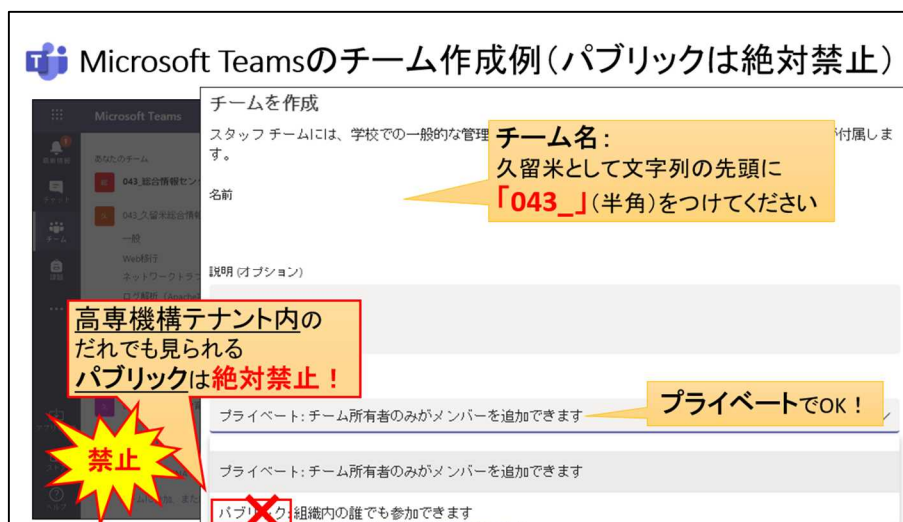 Microsoft Teamsのチーム作成例（パブリックは絶対禁止）
Microsoft Teams
チームを作成
スタッフ チームには、学校での一般的な管理
付属しま
す。
チーム名：
久留米として文字列の先頭に
「043_」（半角）をつけてください
名前
あなたのチーム
043_総合情報セン
043_久留米総合情報
一般
Web移行
ネットワークトラフ
ログ解析（Apache
チーム
説明 (オプション)
高専機構テナント内の
だれでも見られる
パブリックは絶対禁止！
プライベート: チーム所有者のみがメンバーを追加できます
プライベートでOK！
禁止
プライベート: チーム所有者のみがメンバーを追加できます
パブリック: 組織内の誰でも参加できます
ヘルプ